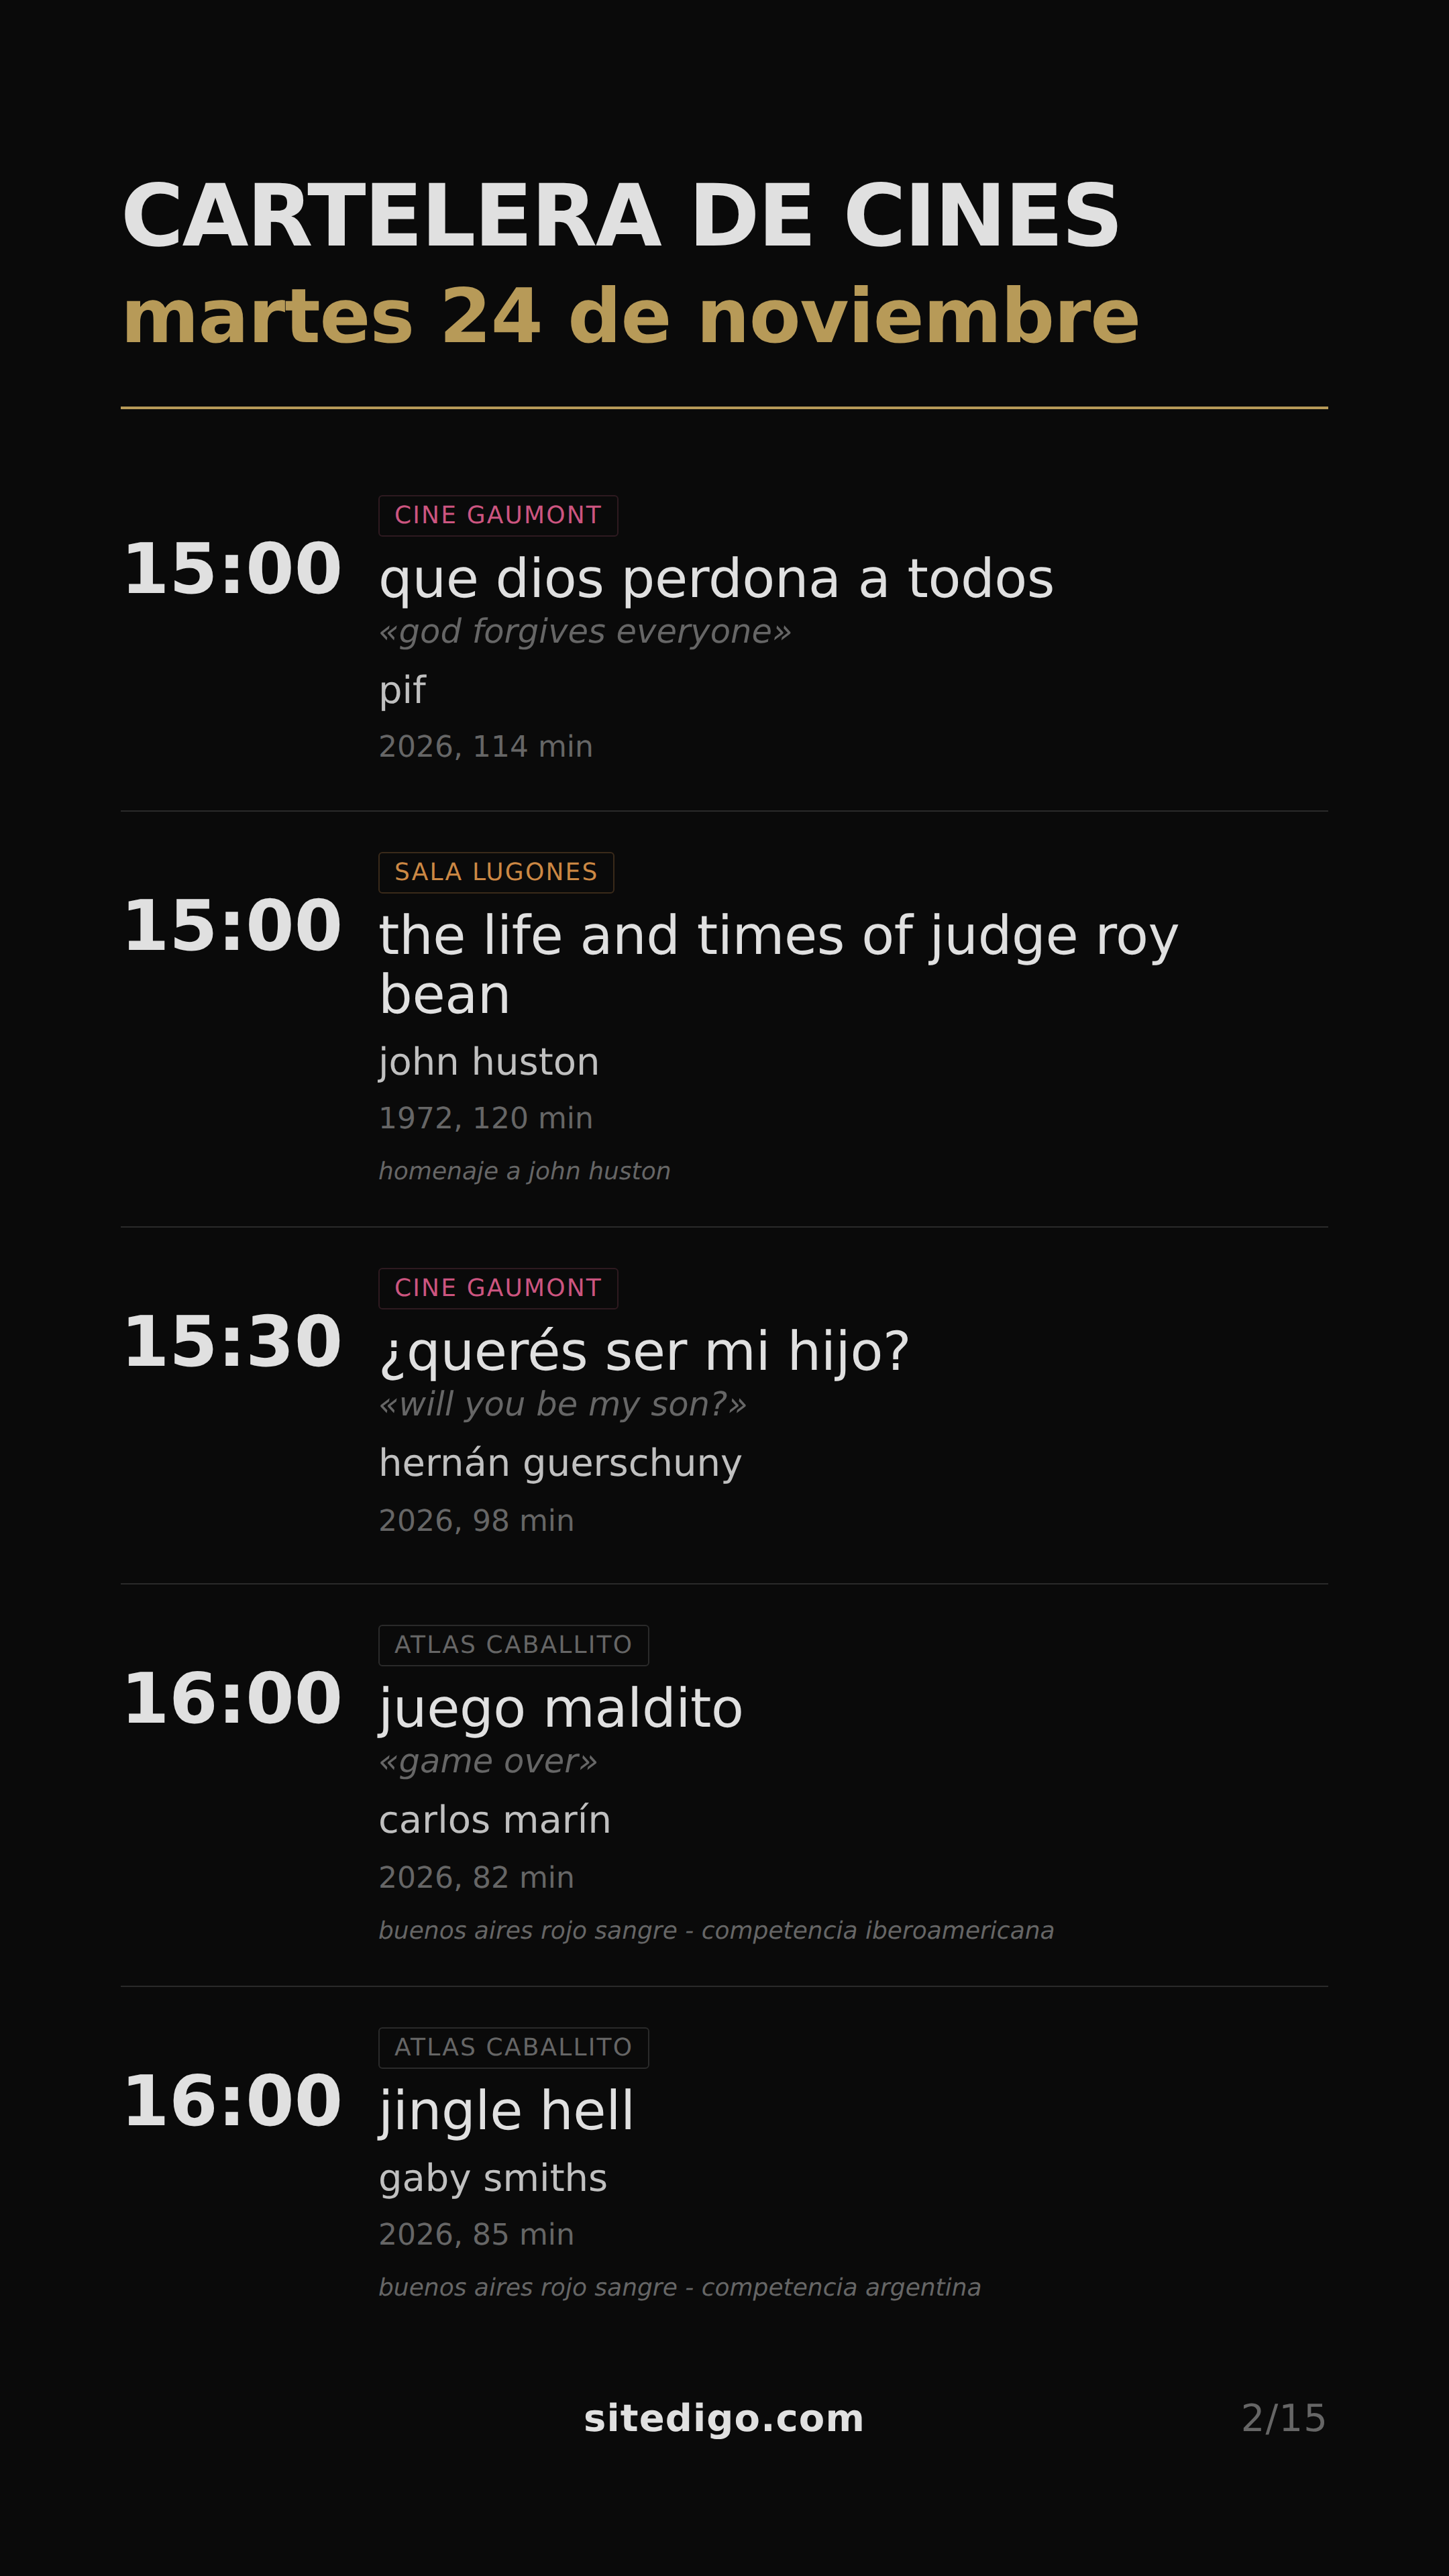 CARTELERA DE CINES
martes 24 de noviembre
CINE GAUMONT
15:00
que dios perdona a todos
«god forgives everyone»
pif
2026, 114 min
SALA LUGONES
15:00
the life and times of judge roy
bean
john huston
1972, 120 min
homenaje a john huston
CINE GAUMONT
15:30
¿querés ser mi hijo?
«will you be my son?»
hernán guerschuny
2026, 98 min
ATLAS CABALLITO
16:00
juego maldito
«game over»
carlos marín
2026, 82 min
buenos aires rojo sangre - competencia iberoamericana
ATLAS CABALLITO
16:00
jingle hell
gaby smiths
2026, 85 min
buenos aires rojo sangre - competencia argentina
sitedigo.com
2/15